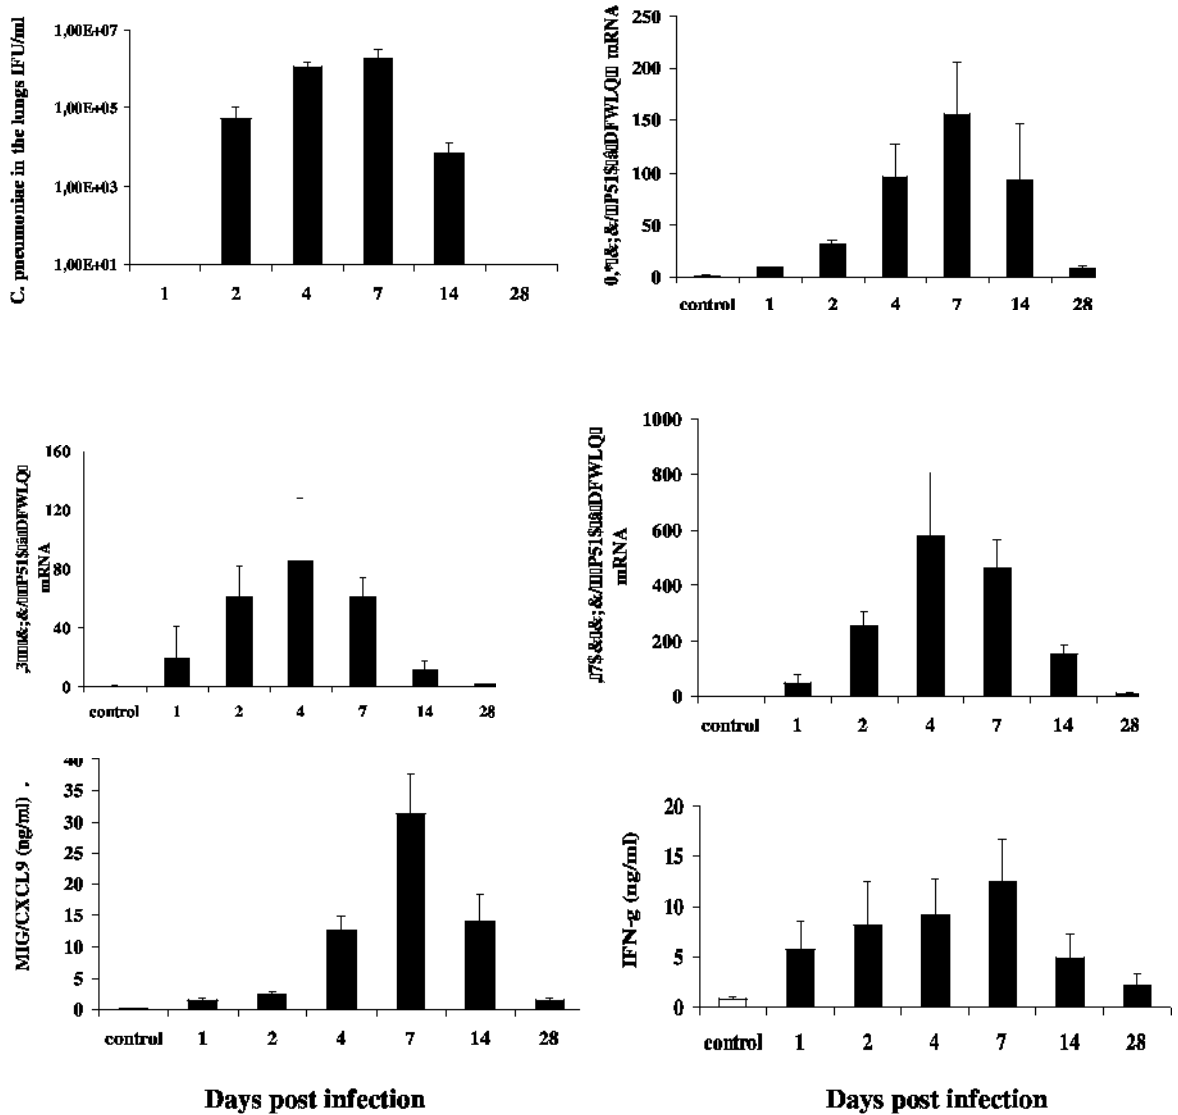 C. pneumoniae in the lungs IFU/ml
1,00E+07
1,00E+05
1,00E+03
1,00E+01
1 2 4 7 14 28
mRNA
300
250
200
150
100
50
0
control 1 2 4 7 14 28
mRNA
160
120
80
40
0
control 1 2 4 7 14 28
mRNA
1000
800
600
400
200
0
control 1 2 4 7 14 28
MIG/CXCL9 (ng/ml) .
40
35
30
25
20
15
10
5
0
control 1 2 4 7 14 28
Days post infection
IFN-g (ng/ml)
20
15
10
5
0
control 1 2 4 7 14 28
Days post infection